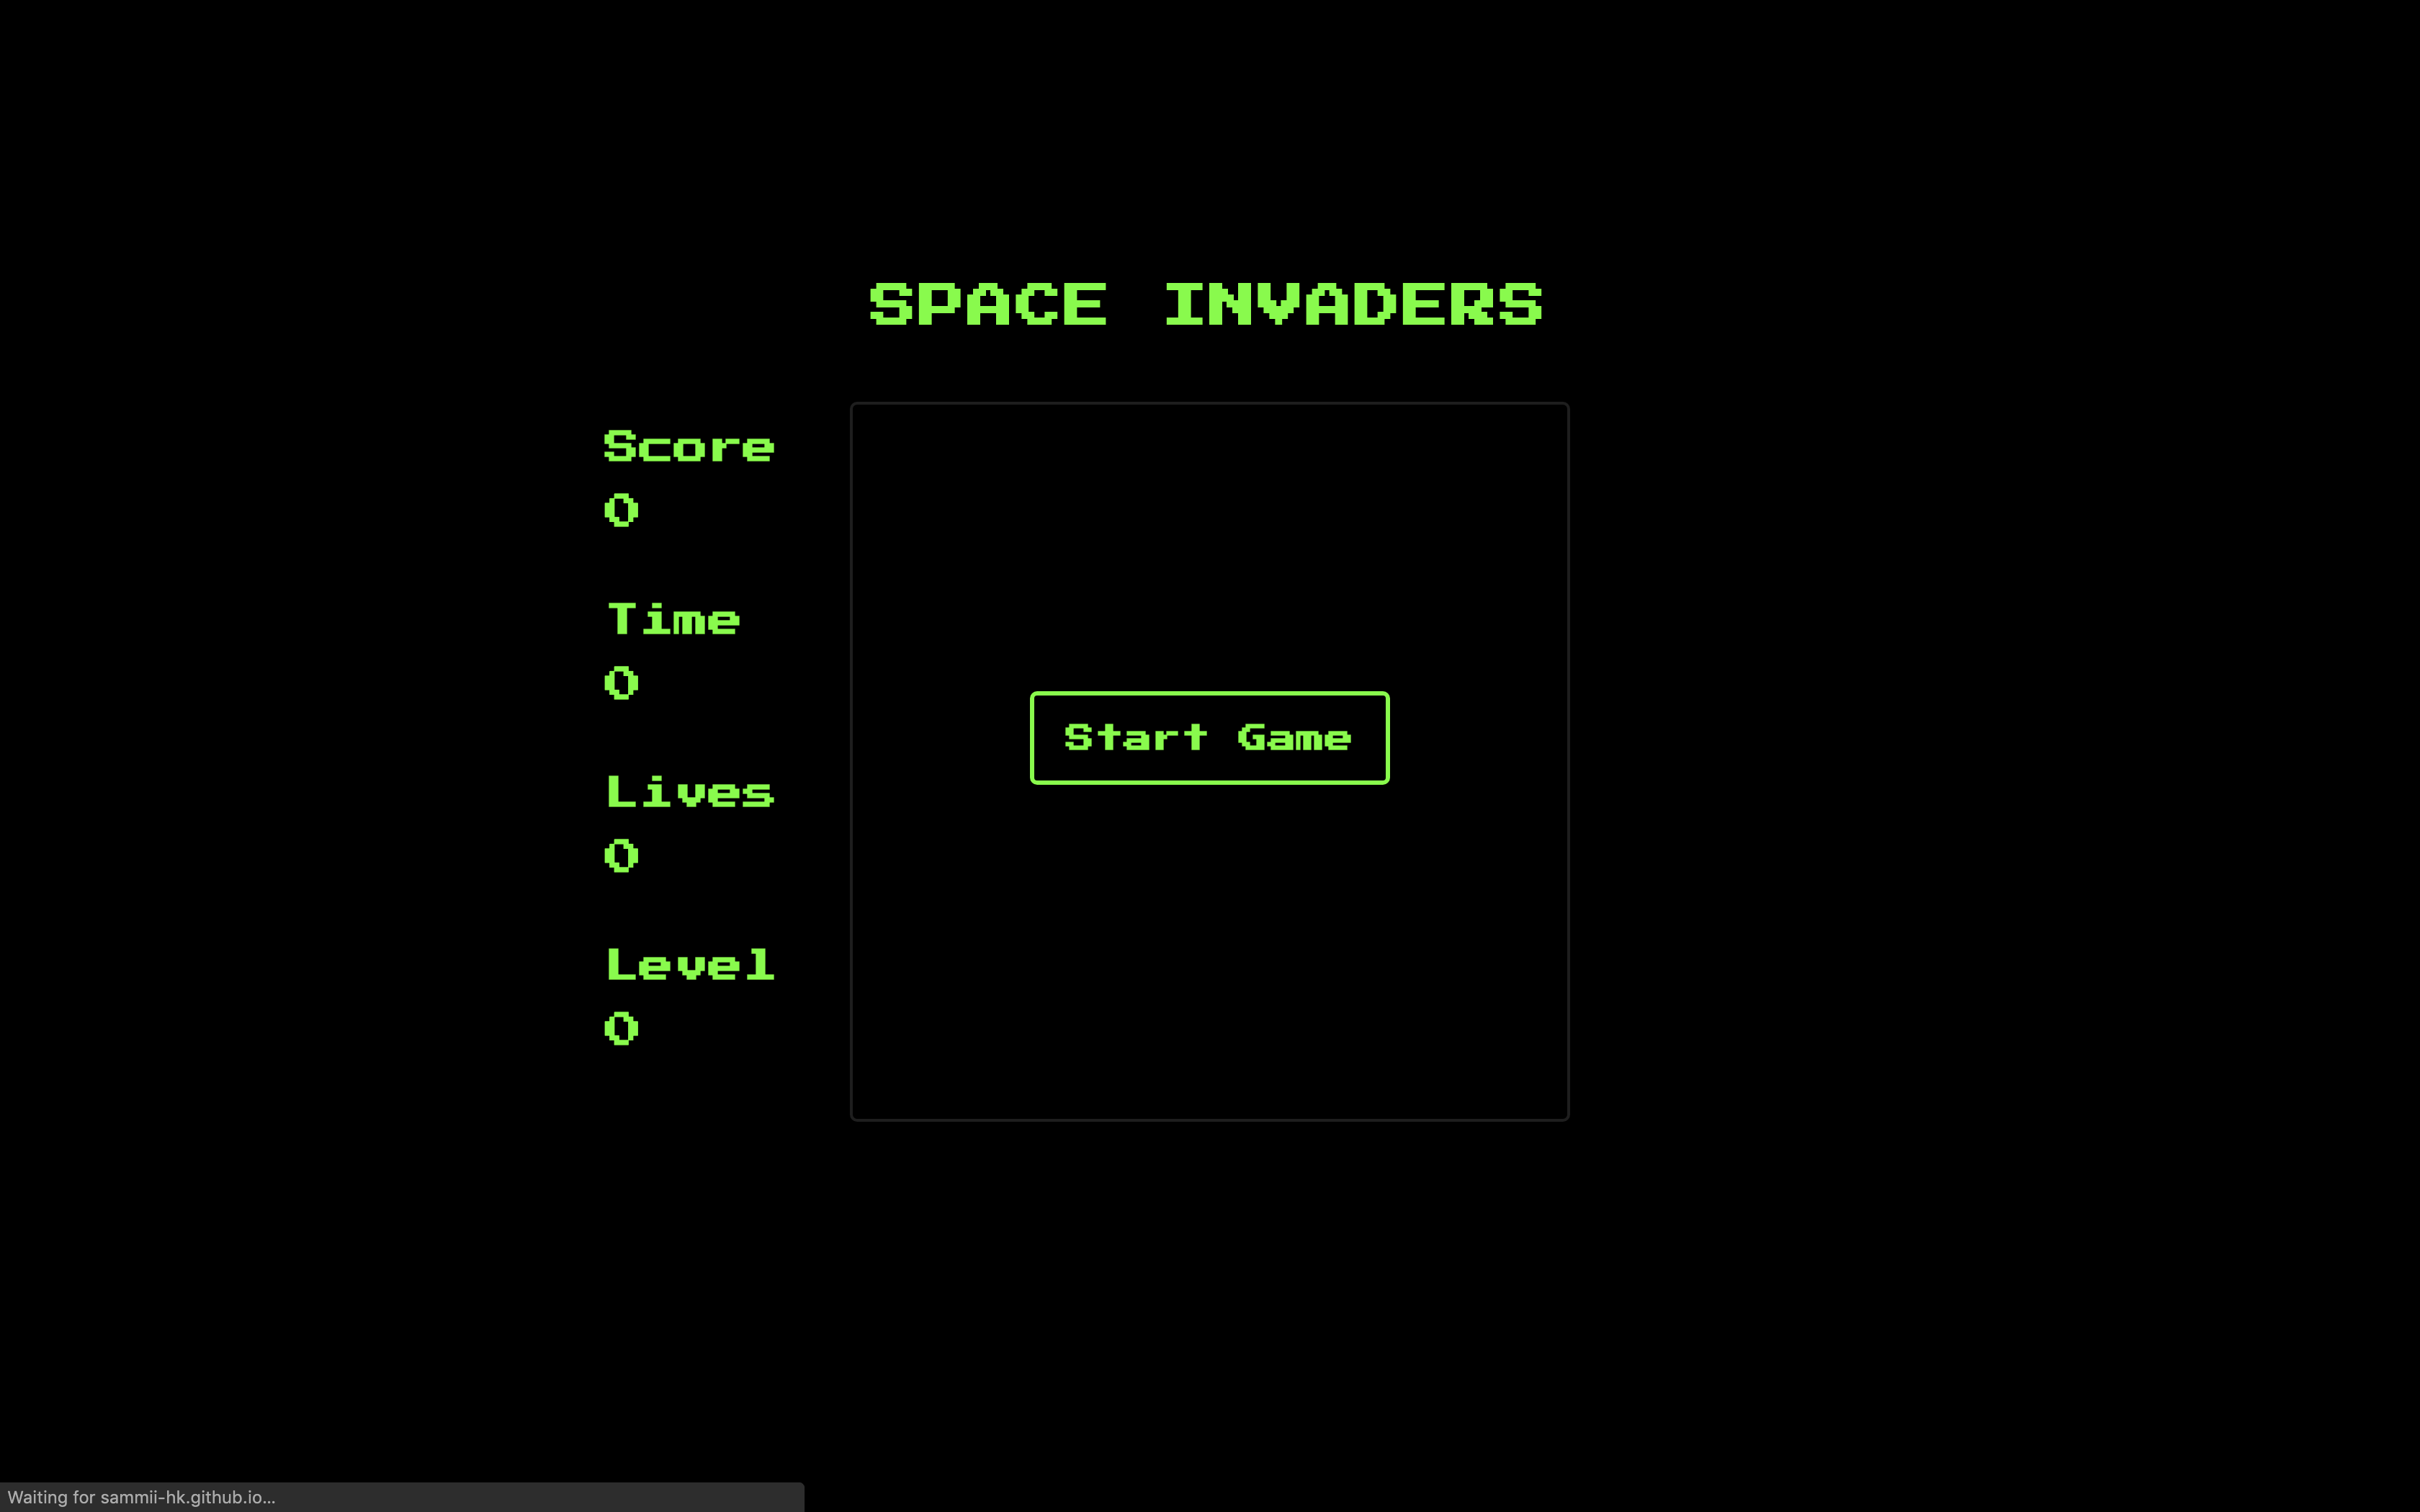 SPACE INVADERS
Score
0
Time
0
Lives
0
Level
0
Start Game
Waiting for sammii-hk.github.io...